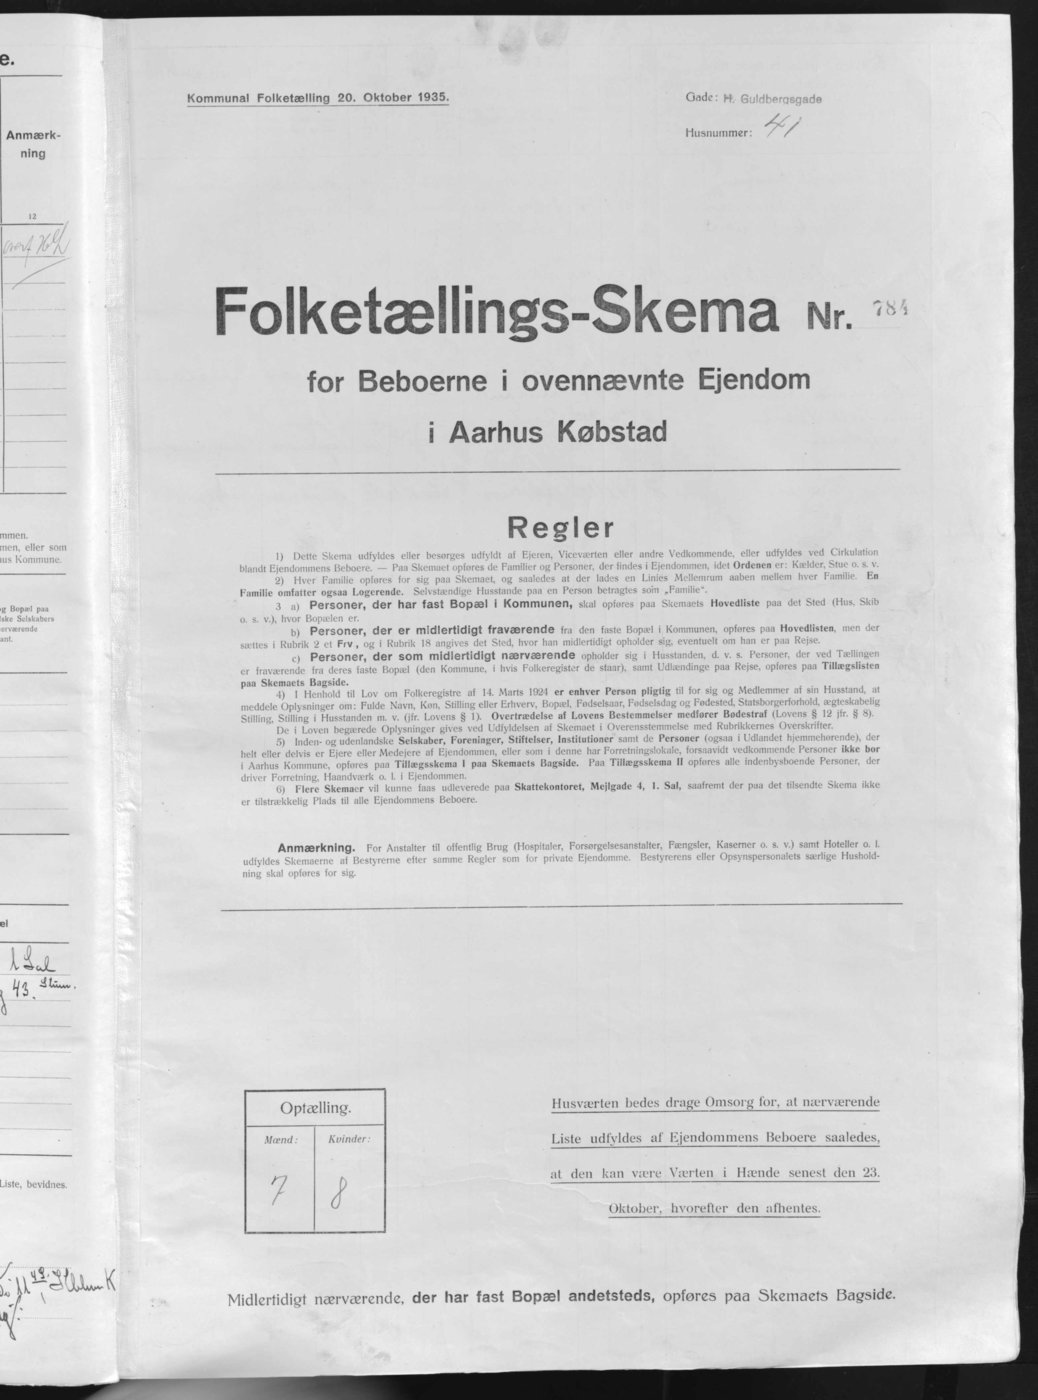 e.
Anmærk-
ning
12
mmen.
men, eller som
us Kommune.
g Bopæl paa
ske Selskabers
erværende
ant.
el
h Sal
43. Stuen.
Liste, bevidnes.
Kommunal Folketælling 20. Oktober 1935.
Gade: H. Guldbergsgade
Husnummer: 41
Folketællings-Skema Nr. 784
for Beboerne i ovennævnte Ejendom
i Aarhus Købstad
Regler
1) Dette Skema udfyldes eller besørges udfyldt af Ejeren, Viceværten eller andre Vedkommende, eller udfyldes ved Cirkulation
blandt Ejendommens Beboere. — Paa Skemaet opføres de Familier og Personer, der findes i Ejendommen, idet Ordenen er: Kælder, Stue o. s. v.
2) Hver Familie opføres for sig paa Skemaet, og saaledes at der lades en Linies Mellemrum aaben mellem hver Familie. En
Familie omfatter ogsaa Logerende. Selvstændige Husstande paa en Person betragtes som „Familie".
3 a) Personer, der har fast Bopæl i Kommunen, skal opføres paa Skemaets Hovedliste paa det Sted (Hus, Skib
o. s. v.), hvor Bopælen er.
b) Personer, der er midlertidigt fraværende fra den faste Bopæl i Kommunen, opføres paa Hovedlisten, men der
sættes i Rubrik 2 et Frv., og i Rubrik 18 angives det Sted, hvor han midlertidigt opholder sig, eventuelt om han er paa Rejse.
c) Personer, der som midlertidigt nærværende opholder sig i Husstanden, d. v. s. Personer, der ved Tællingen
er fraværende fra deres faste Bopæl (den Kommune, i hvis Folkeregister de staar), samt Udlændinge paa Rejse, opføres paa Tillægslisten
paa Skemaets Bagside.
4) I Henhold til Lov om Folkeregistre af 14. Marts 1924 er enhver Person pligtig til for sig og Medlemmer af sin Husstand, at
meddele Oplysninger om: Fulde Navn, Køn, Stilling eller Erhverv, Bopæl, Fødselsaar, Fødselsdag og Fødested, Statsborgerforhold, ægteskabelig
Stilling, Stilling i Husstanden m. v. (jfr. Lovens § 1). Overtrædelse af Lovens Bestemmelser medfører Bødestraf (Lovens § 12 jfr. § 8).
De i Loven begærede Oplysninger gives ved Udfyldelsen af Skemaet i Overensstemmelse med Rubrikkernes Overskrifter.
5) Inden- og udenlandske Selskaber, Foreninger, Stiftelser, Institutioner samt de Personer (ogsaa i Udlandet hjemmehørende), der
helt eller delvis er Ejere eller Medejere af Ejendommen, eller som i denne har Forretningslokale, forsaavidt vedkommende Personer ikke bor
i Aarhus Kommune, opføres paa Tillægsskema I paa Skemaets Bagside. Paa Tillægsskema II opføres alle indenbysboende Personer, der
driver Forretning, Haandværk o. l. i Ejendommen.
6) Flere Skemaer vil kunne faas udleverede paa Skattekontoret, Mejlgade 4, 1. Sal, saafremt der paa det tilsendte Skema ikke
er tilstrækkelig Plads til alle Ejendommens Beboere.
Anmærkning. For Anstalter til offentlig Brug (Hospitaler, Forsørgelsesanstalter, Fængsler, Kaserner o. s. v.) samt Hoteller o. l.
udfyldes Skemaerne af Bestyrerne efter samme Regler som for private Ejendomme. Bestyrerens eller Opsynspersonalets særlige Hushold-
ning skal opføres for sig.
Optælling.
Mænd: Kvinder:
7 8
Husværten bedes drage Omsorg for, at nærværende
Liste udfyldes af Ejendommens Beboere saaledes,
at den kan være Værten i Hænde senest den 23.
Oktober, hvorefter den afhentes.
Midlertidigt nærværende, der har fast Bopæl andetsteds, opføres paa Skemaets Bagside.